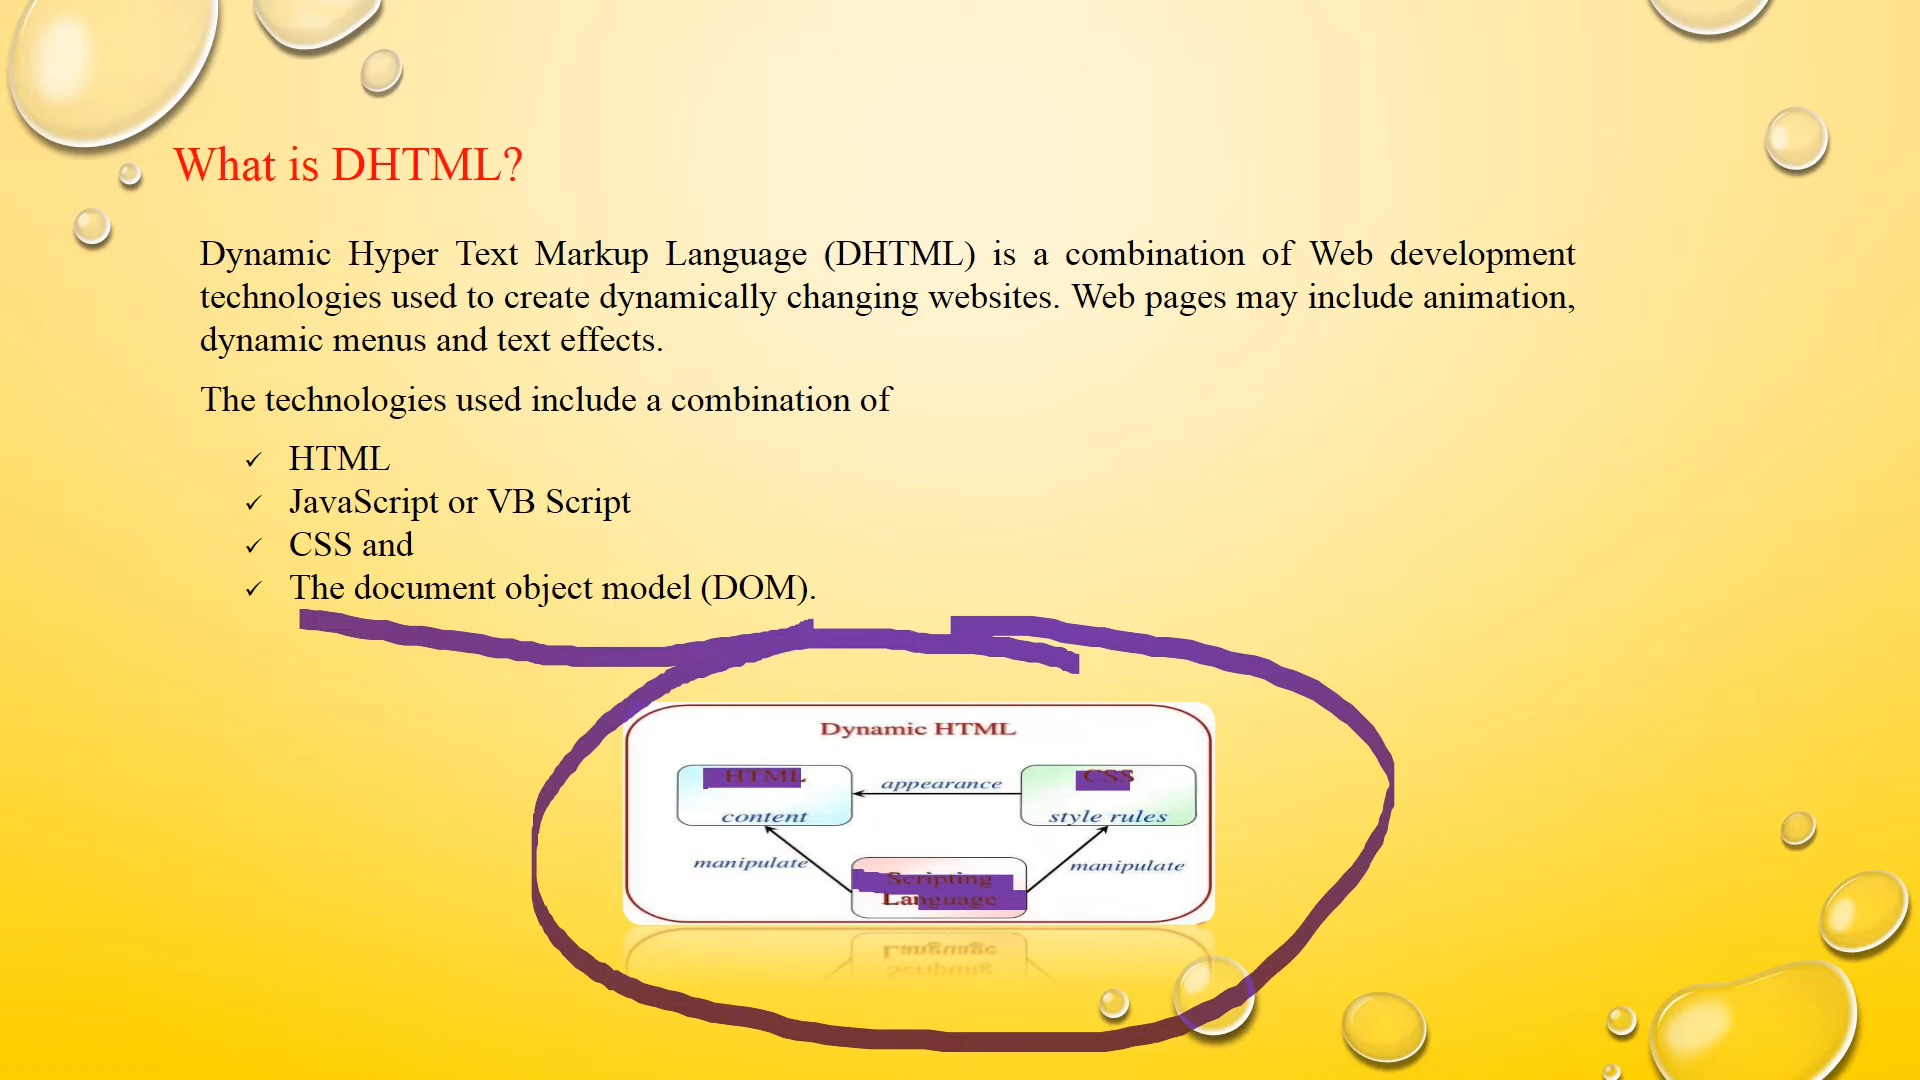 What is DHTML?
Dynamic Hyper Text Markup Language (DHTML) is a combination of Web development
technologies used to create dynamically changing websites. Web pages may include animation,
dynamic menus and text effects.
The technologies used include a combination of
✓ HTML
✓ JavaScript or VB Script
✓ CSS and
✓ The document object model (DOM).
Dynamic HTML
HTML
appearance
CSS
content
style rules
manipulate
manipulate
Scripting
Language